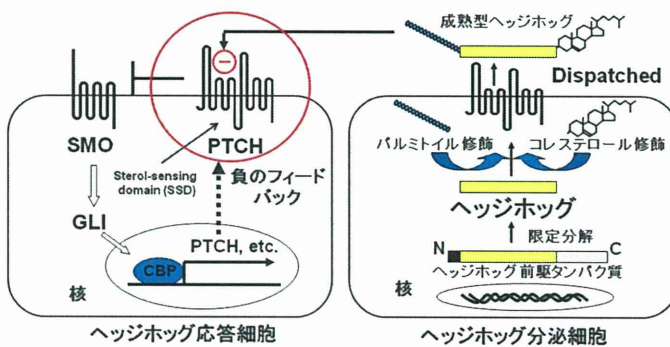 成熟型ヘッジホッグ
Dispatched
SMO
PTCH
Sterol-sensing
domain (SSD)
負のフィード
バック
GLI
PTCH, etc.
CBP
核
ヘッジホッグ応答細胞
パルミトイル修飾
コレステロール修飾
ヘッジホッグ
限定分解
N
C
ヘッジホッグ前駆タンパク質
核
ヘッジホッグ分泌細胞